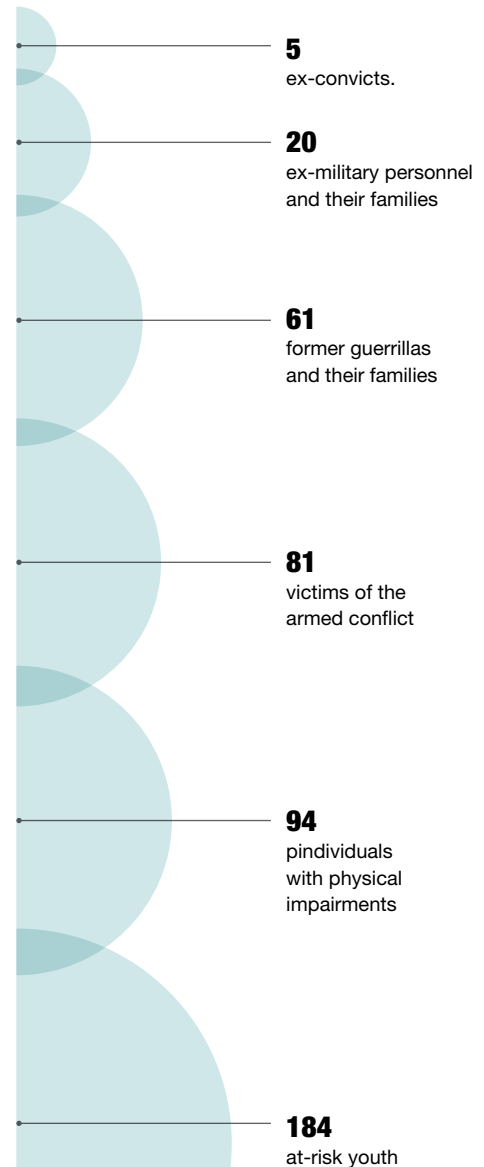 5
ex-convicts.
20
ex-military personnel
and their families
61
former guerrillas
and their families
81
victims of the
armed conflict
94
pindividuals
with physical
impairments
184
at-risk youth